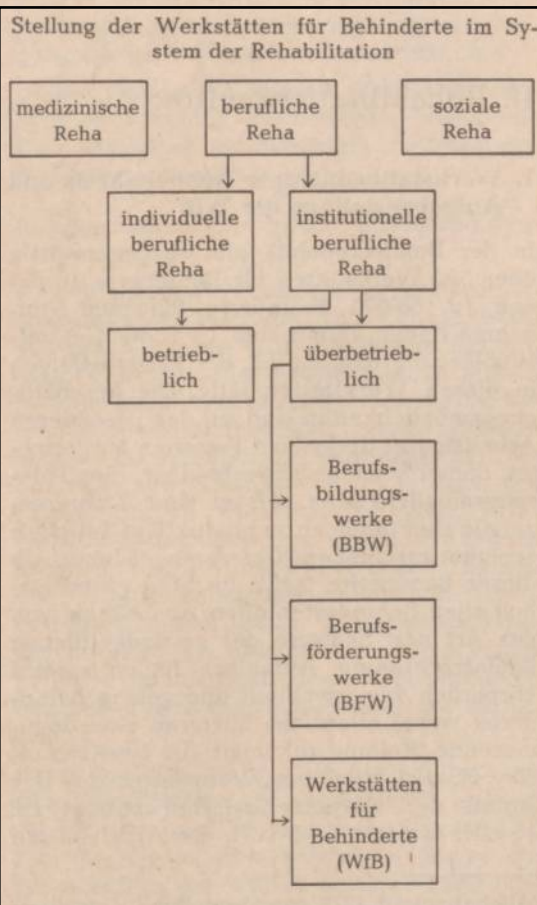 Stellung der Werkstätten für Behinderte im Sy-
stem der Rehabilitation
medizinische
Reha
berufliche
Reha
soziale
Reha
individuelle
berufliche
Reha
institutionelle
berufliche
Reha
betrieb-
lich
überbetrieb-
lich
Berufs-
bildungs-
werke
(BBW)
Berufs-
förderungs-
werke
(BFW)
Werkstätten
für
Behinderte
(WfB)